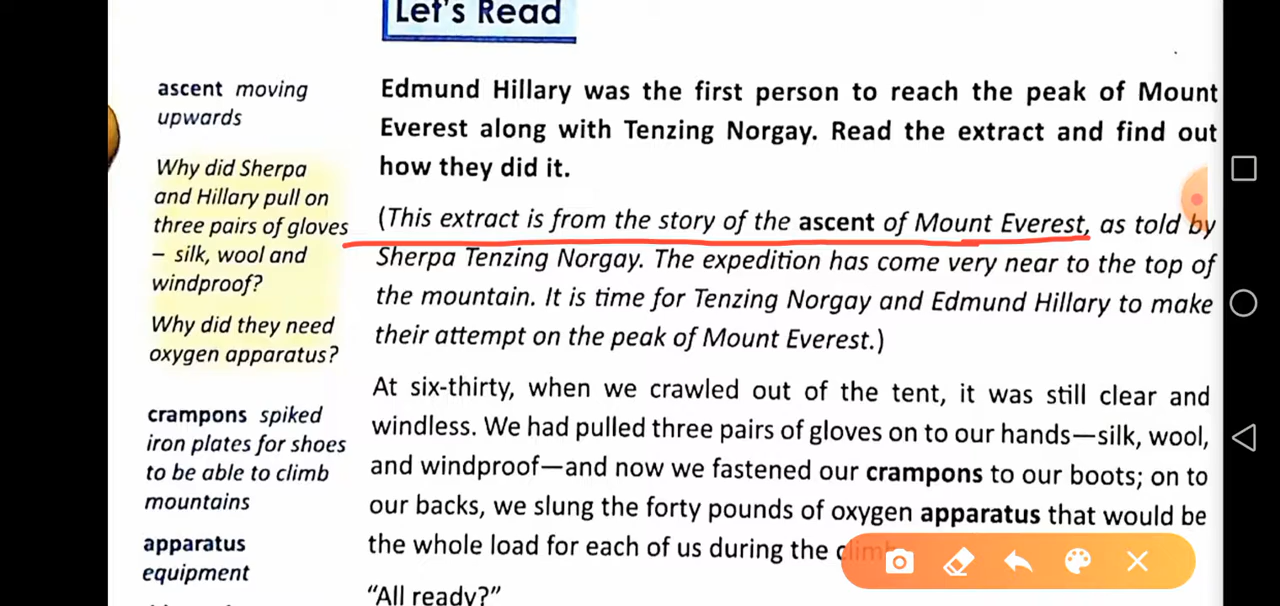 Let's Read
ascent moving
upwards
Why did Sherpa
and Hillary pull on
three pairs of gloves
– silk, wool and
windproof?
Why did they need
oxygen apparatus?
crampons spiked
iron plates for shoes
to be able to climb
mountains
apparatus
equipment
Edmund Hillary was the first person to reach the peak of Mount
Everest along with Tenzing Norgay. Read the extract and find out
how they did it.
(This extract is from the story of the ascent of Mount Everest, as told by
Sherpa Tenzing Norgay. The expedition has come very near to the top of
the mountain. It is time for Tenzing Norgay and Edmund Hillary to make
their attempt on the peak of Mount Everest.)
At six-thirty, when we crawled out of the tent, it was still clear and
windless. We had pulled three pairs of gloves on to our hands—silk, wool,
and windproof—and now we fastened our crampons to our boots; on to
our backs, we slung the forty pounds of oxygen apparatus that would be
the whole load for each of us during the climb
"All ready?"